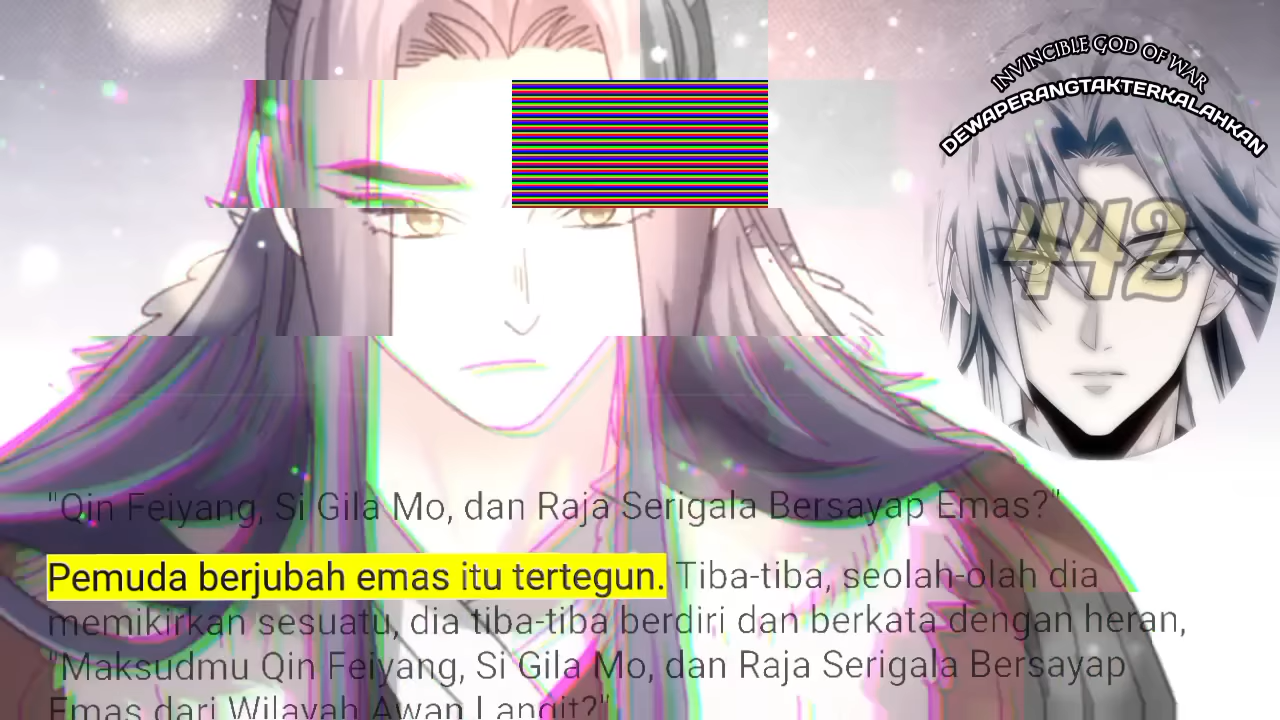 INVINCIBLE GOD OF WAR
DEWAPERANGTAKTERKALAHKAN
442
"Qin Feiyang, Si Gila Mo, dan Raja Serigala Bersayap Emas?"
Pemuda berjubah emas itu tertegun. Tiba-tiba, seolah-olah dia
memikirkan sesuatu, dia tiba-tiba berdiri dan berkata dengan heran,
"Maksudmu Qin Feiyang, Si Gila Mo, dan Raja Serigala Bersayap
Emas dari Wilayah Awan Langit?"